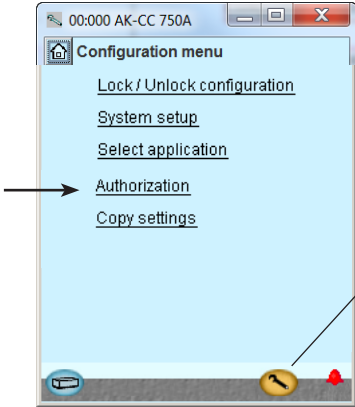 00:000 AK-CC 750A
Configuration menu
Lock / Unlock configuration
System setup
Select application
Authorization
Copy settings